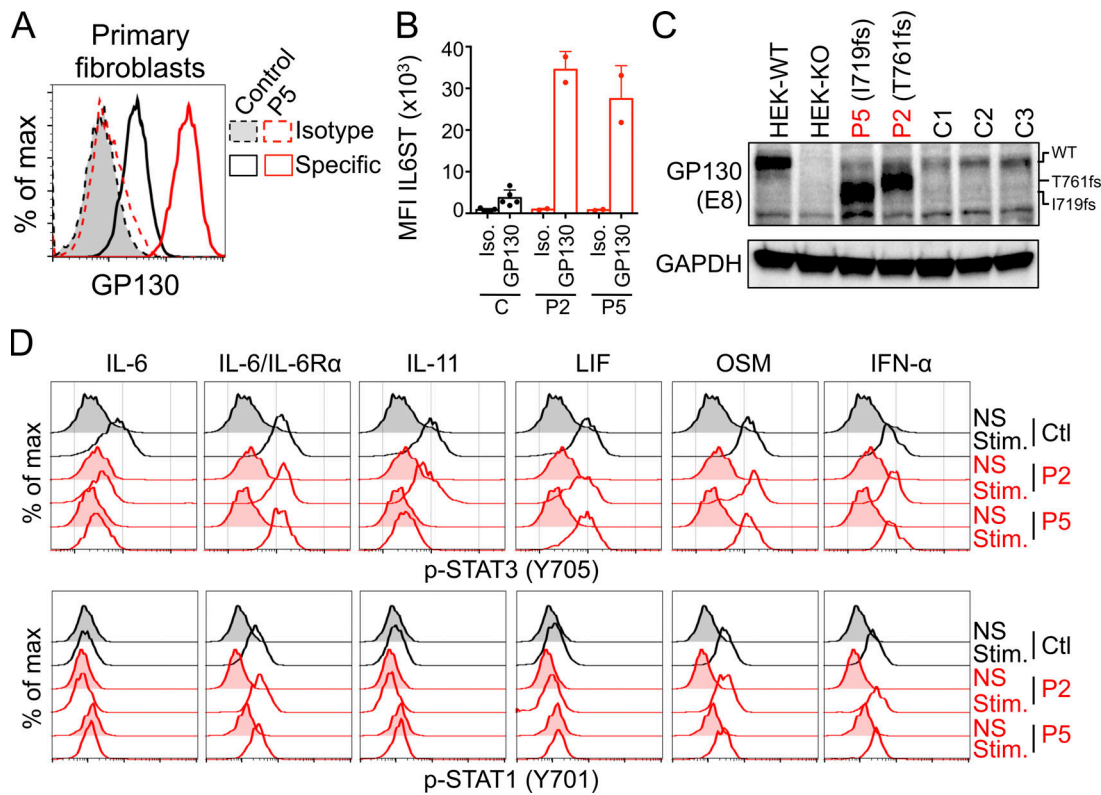 A
Primary
fibroblasts
% of max
GP130
Control
P5
Isotype
Specific
B
MFI IL6ST (x10³)
40
30
20
10
0
Iso.
GP130
Iso.
GP130
Iso.
GP130
C
P2
P5
C
HEK-WT
HEK-KO
P5 (I719fs)
P2 (T761fs)
C1
C2
C3
GP130
(E8)
WT
T761fs
I719fs
GAPDH
D
IL-6
IL-6/IL-6Rα
IL-11
LIF
OSM
IFN-α
% of max
NS
Stim.
Ctl
NS
Stim.
P2
NS
Stim.
P5
p-STAT3 (Y705)
% of max
NS
Stim.
Ctl
NS
Stim.
P2
NS
Stim.
P5
p-STAT1 (Y701)